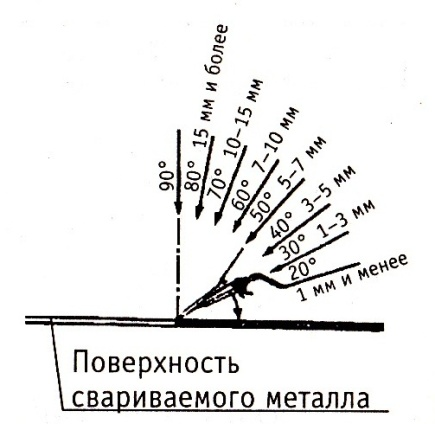 90°
80° 15 мм и более
70° 10–15 мм
60° 7–10 мм
50° 5–7 мм
40° 3–5 мм
30° 1–3 мм
20°
1 мм и менее
Поверхность
свариваемого металла